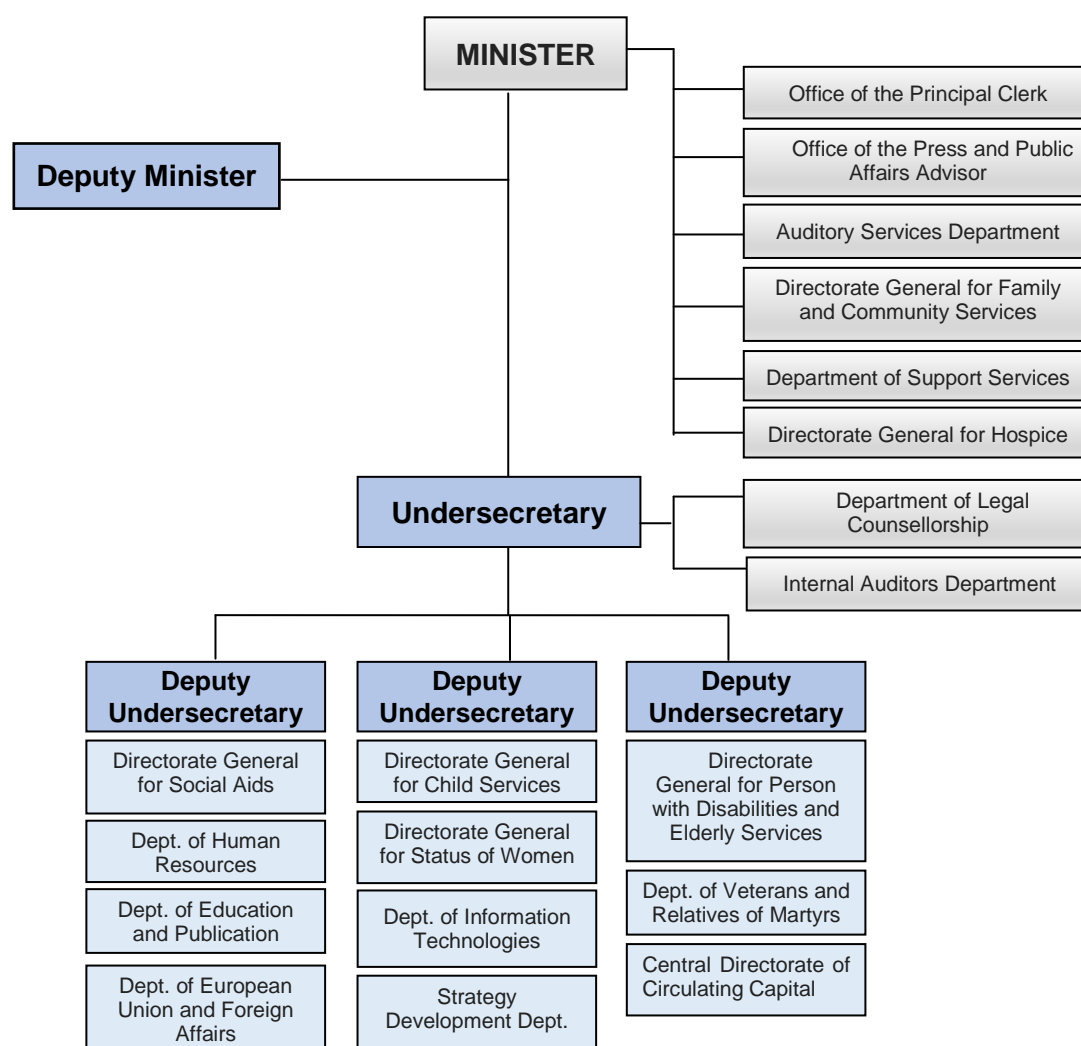 MINISTER
Office of the Principal Clerk
Office of the Press and Public
Affairs Advisor
Deputy Minister
Auditory Services Department
Directorate General for Family
and Community Services
Department of Support Services
Directorate General for Hospice
Undersecretary
Department of Legal
Counsellorship
Internal Auditors Department
Deputy
Undersecretary
Directorate General
for Social Aids
Dept. of Human
Resources
Dept. of Education
and Publication
Dept. of European
Union and Foreign
Affairs
Deputy
Undersecretary
Directorate General
for Child Services
Directorate General
for Status of Women
Dept. of Information
Technologies
Strategy
Development Dept.
Deputy
Undersecretary
Directorate
General for Person
with Disabilities and
Elderly Services
Dept. of Veterans and
Relatives of Martyrs
Central Directorate of
Circulating Capital